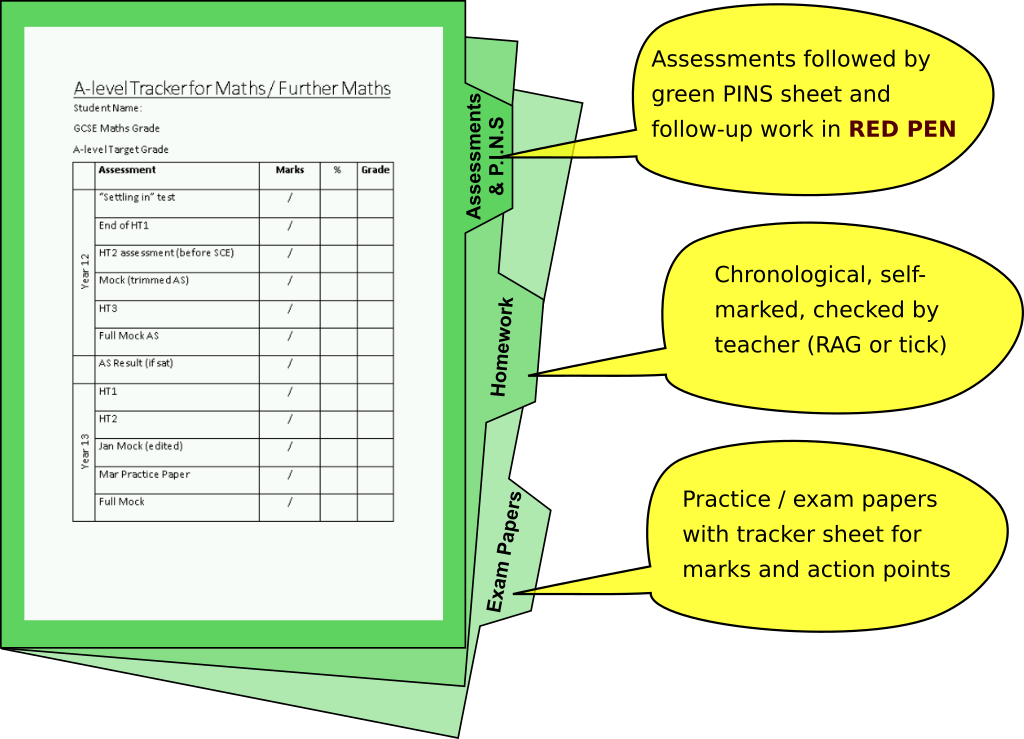 A-level Tracker for Maths / Further Maths
Student Name:
GCSE Maths Grade
A-level Target Grade
Assessment Marks % Grade
Year 12
"Settling in" test /
End of HT1 /
HT2 assessment (before SCE) /
Mock (trimmed AS) /
HT3 /
Full Mock AS /
AS Result (if sat) /
Year 13
HT1 /
HT2 /
Jan Mock (edited) /
Mar Practice Paper /
Full Mock /
Assessments
& P.I.N.S
Homework
Exam Papers
Assessments followed by
green PINS sheet and
follow-up work in RED PEN
Chronological, self-
marked, checked by
teacher (RAG or tick)
Practice / exam papers
with tracker sheet for
marks and action points